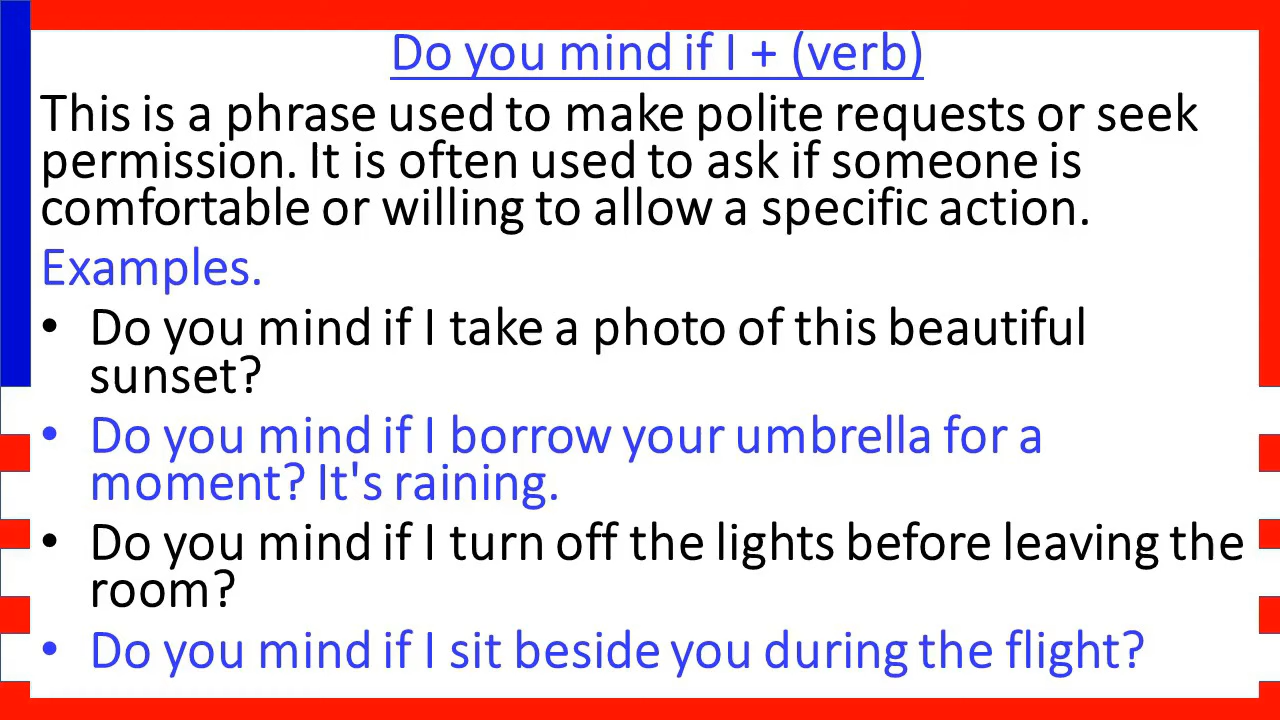 Do you mind if I + (verb)
This is a phrase used to make polite requests or seek
permission. It is often used to ask if someone is
comfortable or willing to allow a specific action.
Examples.
• Do you mind if I take a photo of this beautiful
sunset?
• Do you mind if I borrow your umbrella for a
moment? It's raining.
• Do you mind if I turn off the lights before leaving the
room?
• Do you mind if I sit beside you during the flight?